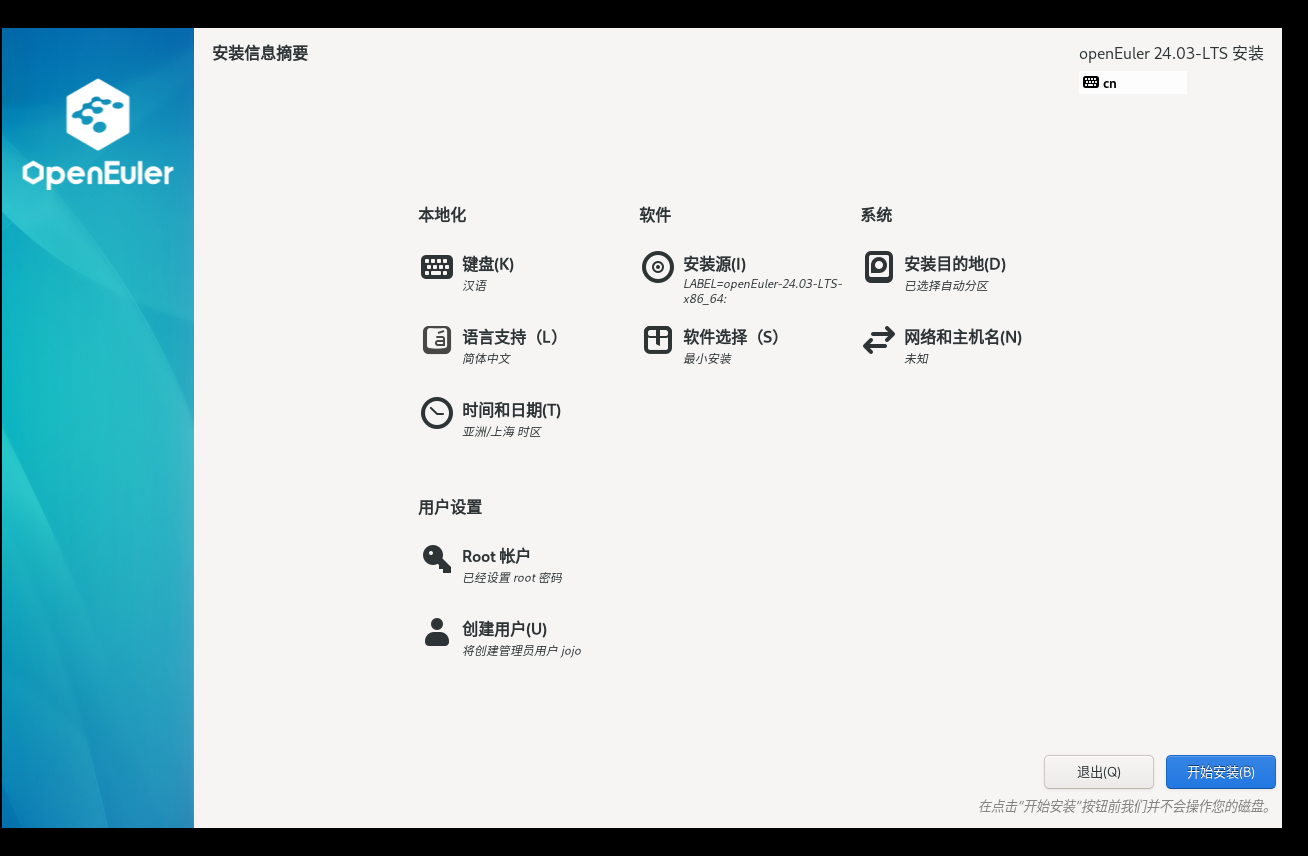 OpenEuler
安装信息摘要
openEuler 24.03-LTS 安装
cn
本地化
软件
系统
键盘(K)
汉语
安装源(I)
LABEL=openEuler-24.03-LTS-
x86_64:
安装目的地(D)
已选择自动分区
语言支持（L）
简体中文
软件选择（S）
最小安装
网络和主机名(N)
未知
时间和日期(T)
亚洲/上海 时区
用户设置
Root 帐户
已经设置 root 密码
创建用户(U)
将创建管理员用户 jojo
退出(Q)
开始安装(B)
在点击“开始安装”按钮前我们并不会操作您的磁盘。